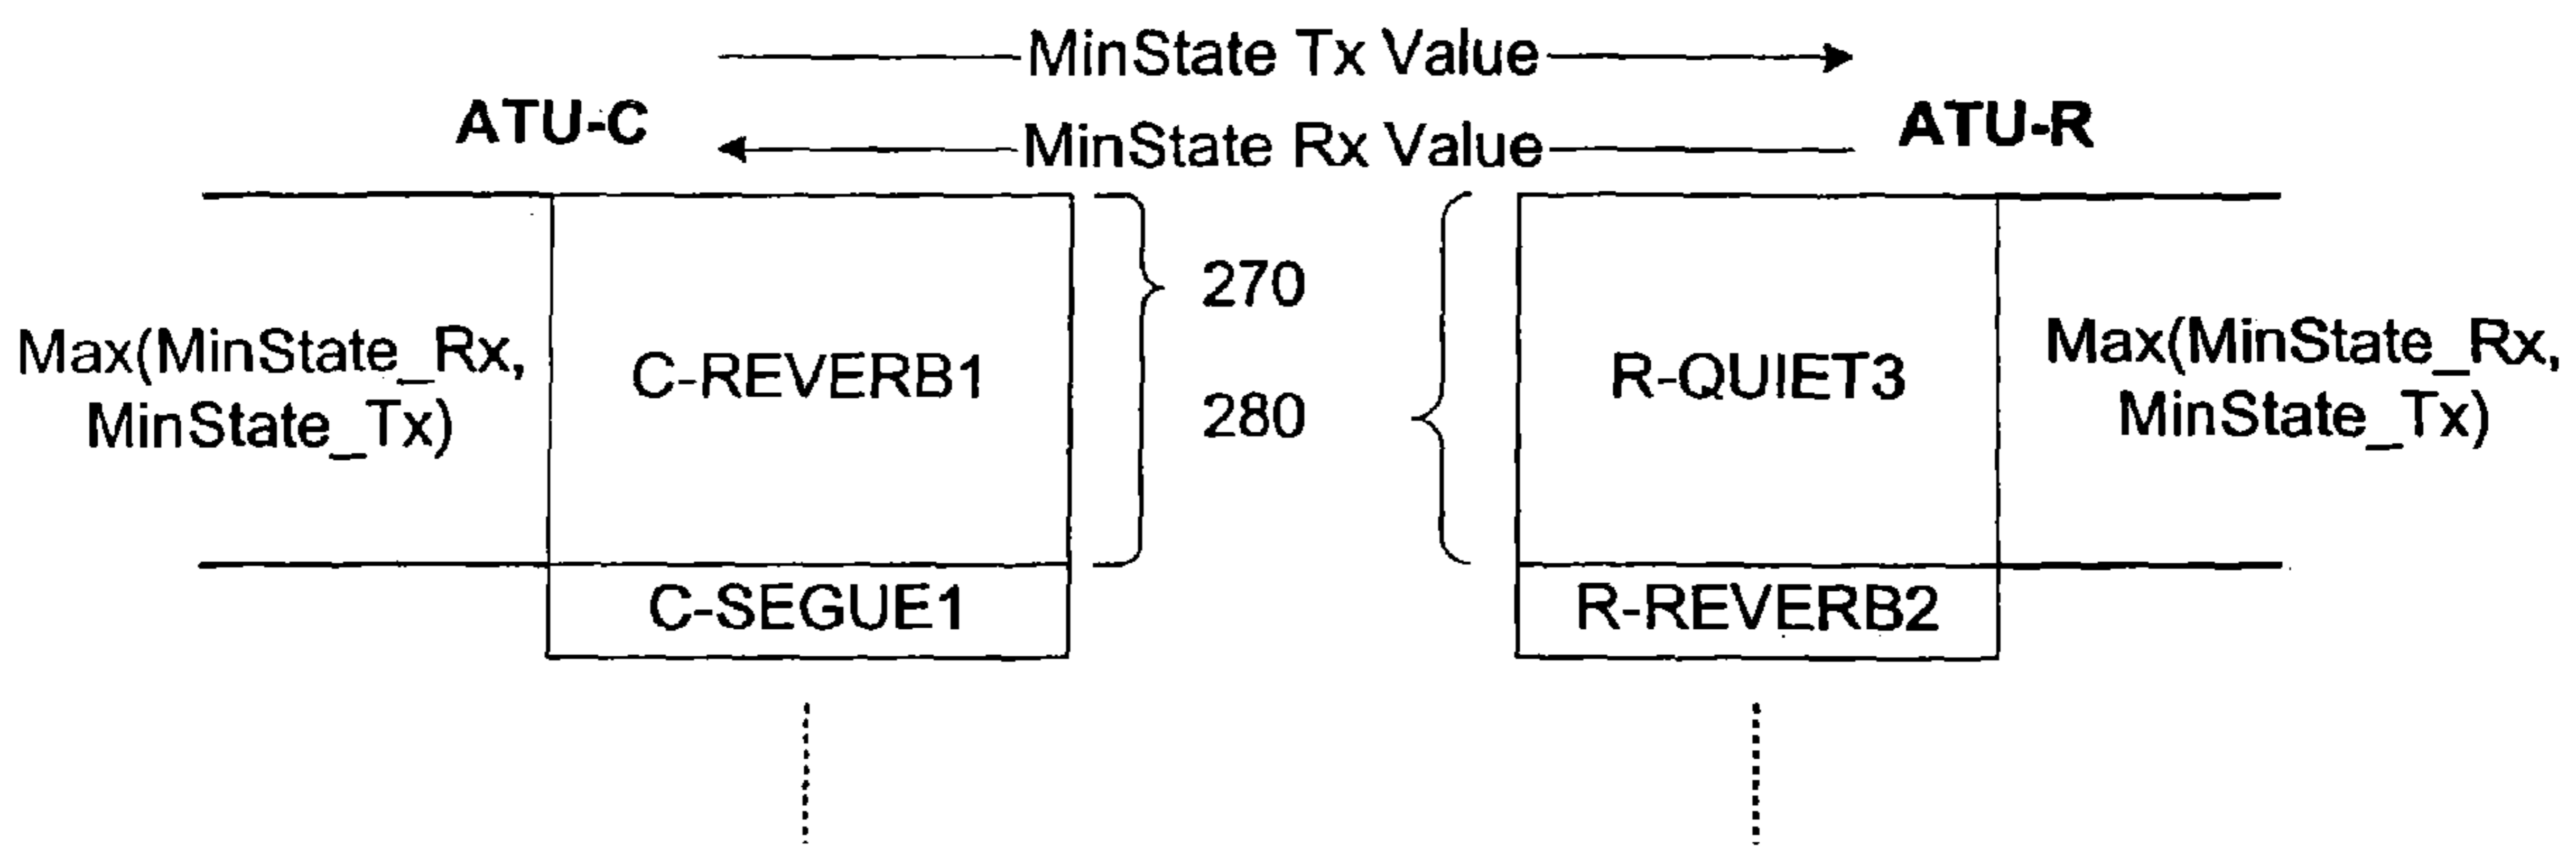 MinState Tx Value
ATU-C
MinState Rx Value
ATU-R
Max(MinState_Rx,
MinState_Tx)
C-REVERB1
270
280
R-QUIET3
Max(MinState_Rx,
MinState_Tx)
C-SEGUE1
R-REVERB2